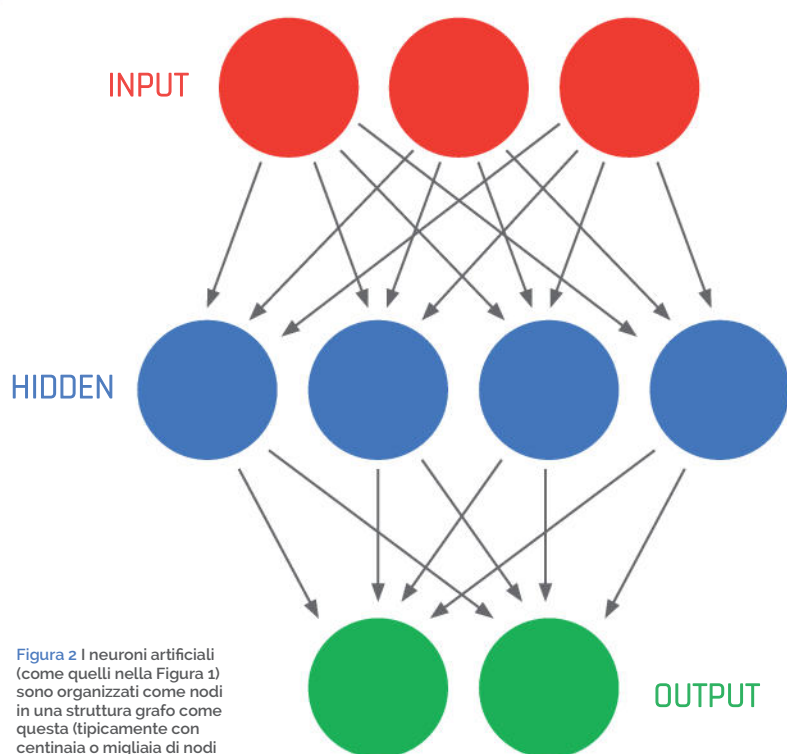 INPUT
HIDDEN
Figura 2 I neuroni artificiali
(come quelli nella Figura 1)
sono organizzati come nodi
in una struttura grafo come
questa (tipicamente con
centinaia o migliaia di nodi
OUTPUT